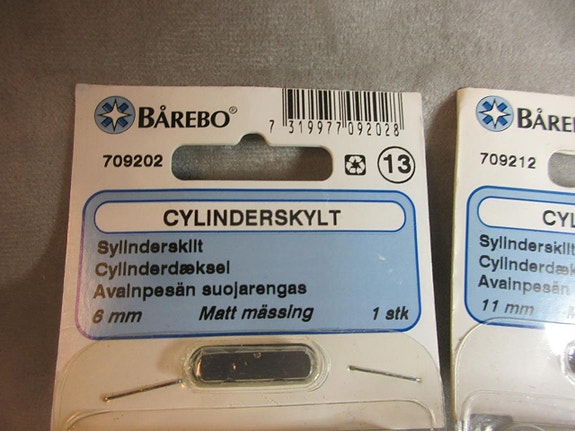 BÅREBO®
7 319977 092028
709202
13
CYLINDERSKYLT
Sylinderskilt
Cylinderdæksel
Avainpesän suojarengas
6 mm Matt mässing 1 stk
709212
Sylinderskilt
Avainpesän
11 mm